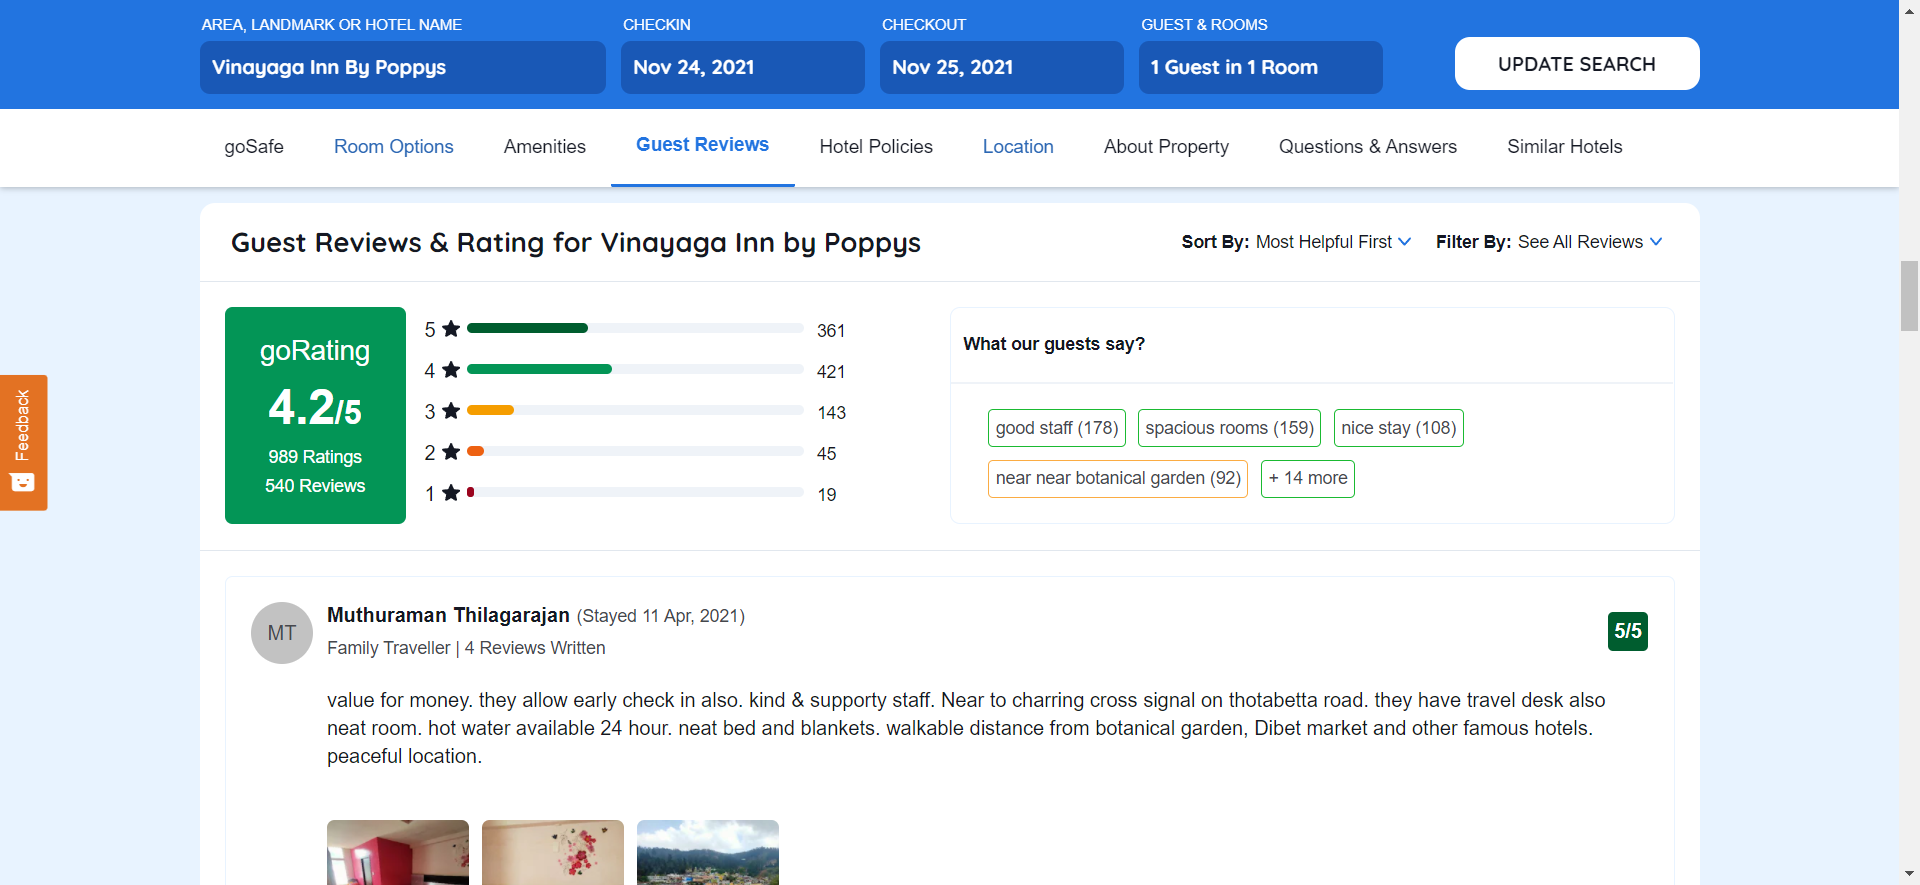 AREA, LANDMARK OR HOTEL NAME
CHECKIN
CHECKOUT
GUEST & ROOMS
Vinayaga Inn By Poppys
Nov 24, 2021
Nov 25, 2021
1 Guest in 1 Room
UPDATE SEARCH
goSafe
Room Options
Amenities
Guest Reviews
Hotel Policies
Location
About Property
Questions & Answers
Similar Hotels
Guest Reviews & Rating for Vinayaga Inn by Poppys
Sort By: Most Helpful First
Filter By: See All Reviews
goRating
4.2/5
989 Ratings
540 Reviews
5 361
4 421
3 143
2 45
1 19
What our guests say?
good staff (178)
spacious rooms (159)
nice stay (108)
near near botanical garden (92)
+ 14 more
Feedback
MT
Muthuraman Thilagarajan (Stayed 11 Apr, 2021)
Family Traveller | 4 Reviews Written
5/5
value for money. they allow early check in also. kind & supporty staff. Near to charring cross signal on thotabetta road. they have travel desk also
neat room. hot water available 24 hour. neat bed and blankets. walkable distance from botanical garden, Dibet market and other famous hotels.
peaceful location.